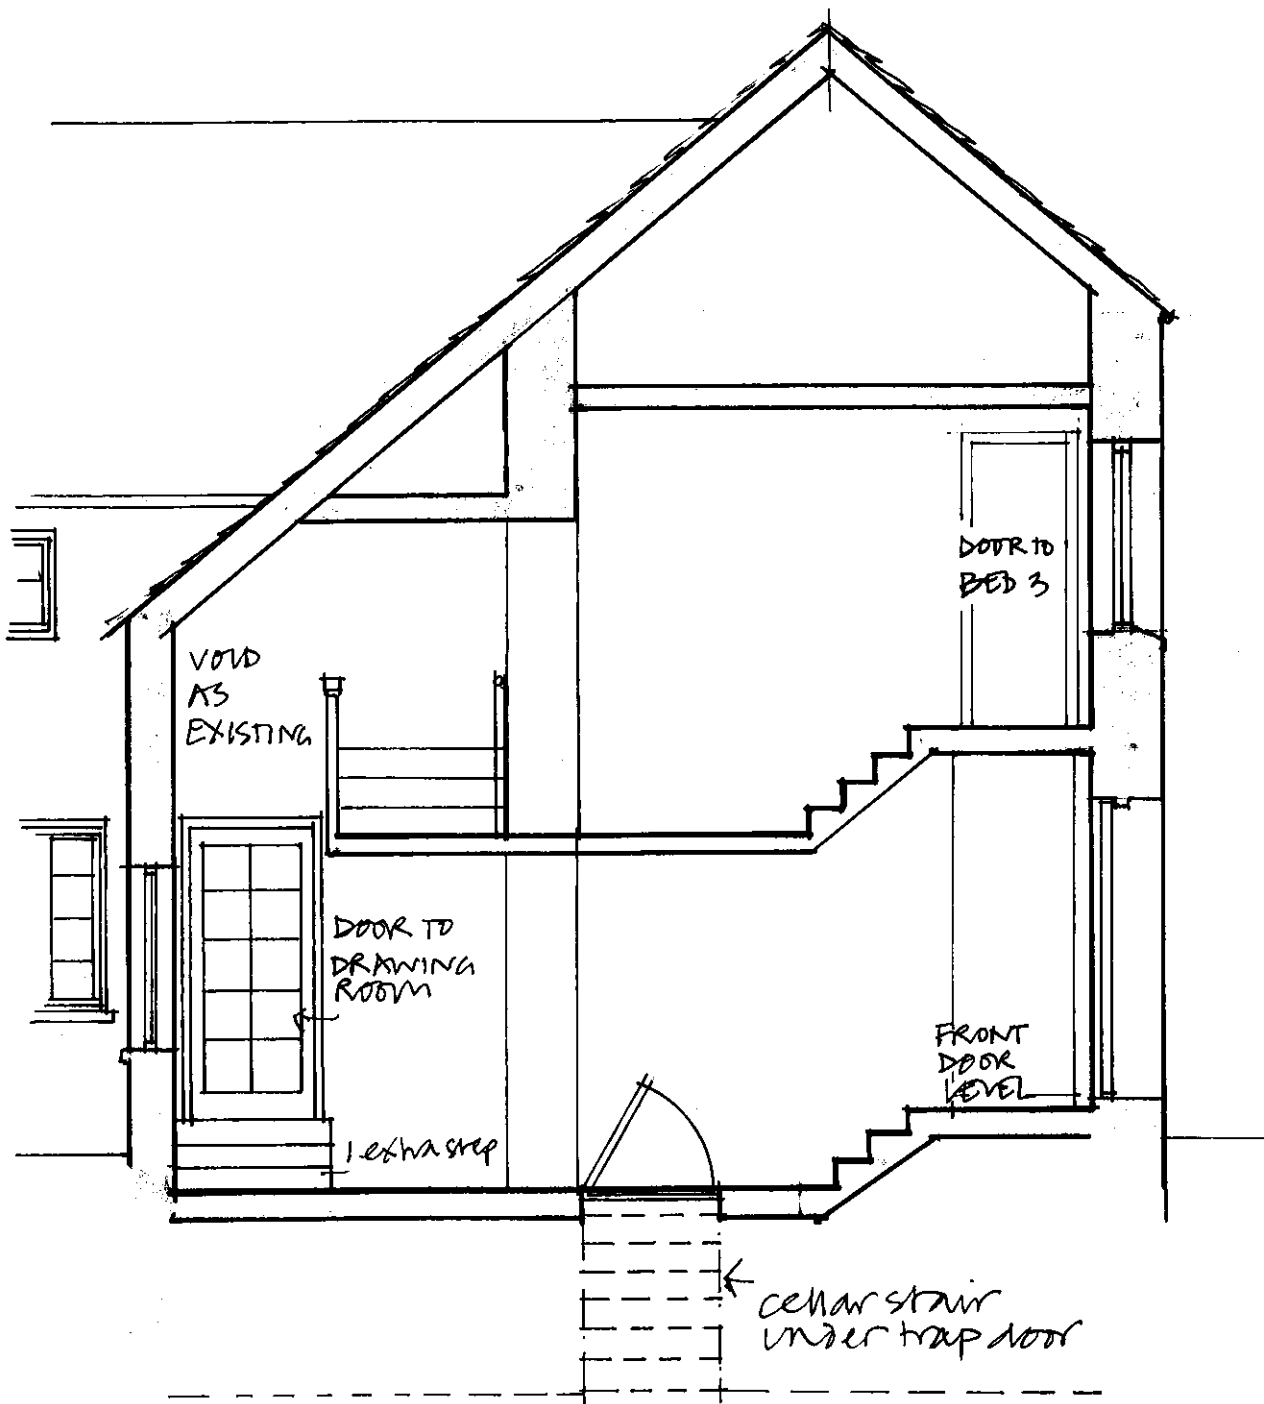 DOOR TO
BED 3
VOID
AS
EXISTING
DOOR TO
DRAWING
ROOM
FRONT
DOOR
LEVEL
1 extra step
cellar stair
under trap door